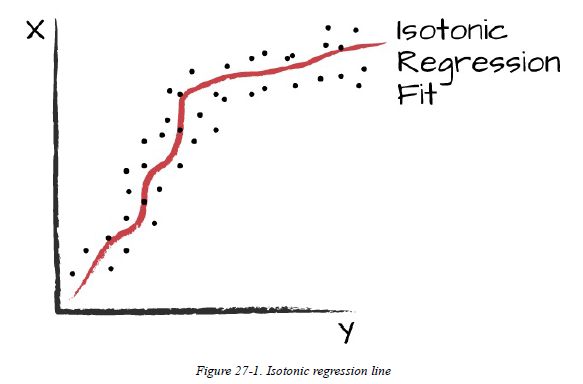 X
Isotonic
Regression
Fit
Y
Figure 27-1. Isotonic regression line